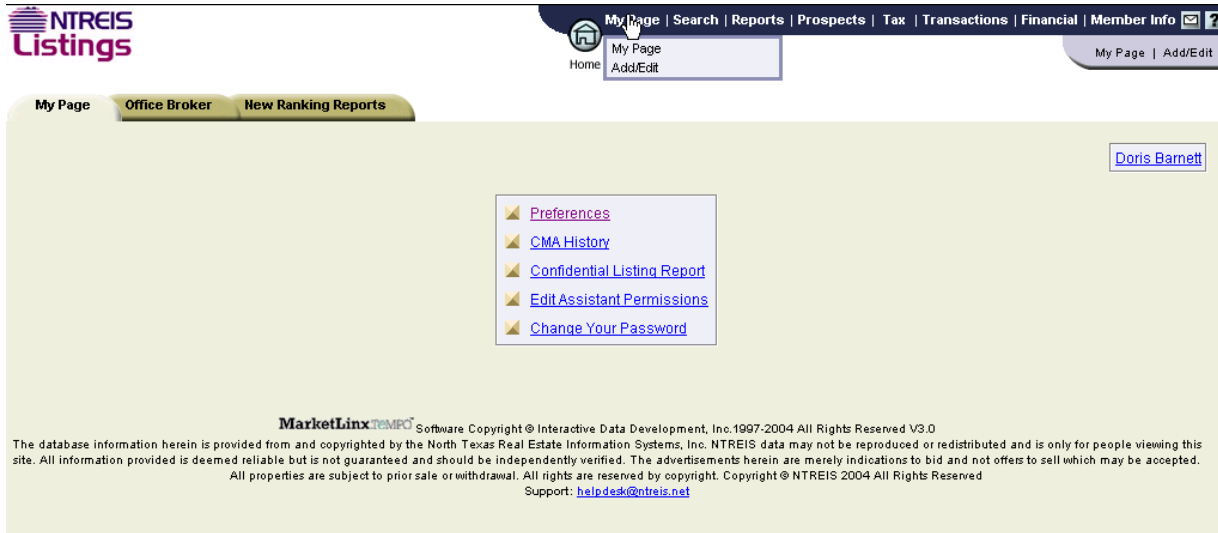 NTREIS
Listings
My Page | Search | Reports | Prospects | Tax | Transactions | Financial | Member Info ?
Home
My Page
Add/Edit
My Page | Add/Edit
My Page Office Broker New Ranking Reports
Doris Barnett
Preferences
CMA History
Confidential Listing Report
Edit Assistant Permissions
Change Your Password
MarketLinx TEMPO Software Copyright © Interactive Data Development, Inc.1997-2004 All Rights Reserved V3.0
The database information herein is provided from and copyrighted by the North Texas Real Estate Information Systems, Inc. NTREIS data may not be reproduced or redistributed and is only for people viewing this
site. All information provided is deemed reliable but is not guaranteed and should be independently verified. The advertisements herein are merely indications to bid and not offers to sell which may be accepted.
All properties are subject to prior sale or withdrawal. All rights are reserved by copyright. Copyright © NTREIS 2004 All Rights Reserved
Support: helpdesk@ntreis.net